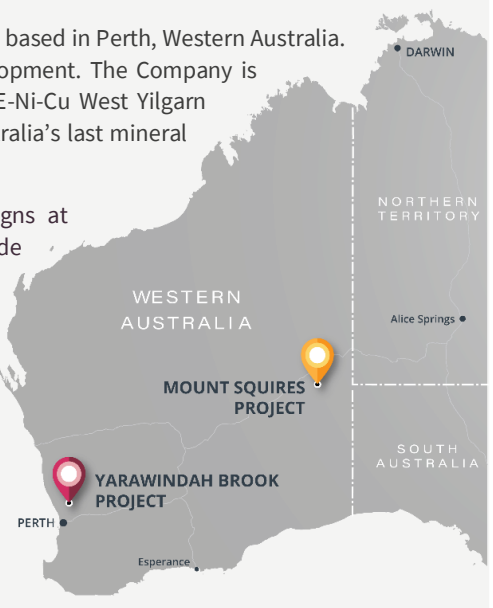 based in Perth, Western Australia.
opment. The Company is
E-Ni-Cu West Yilgarn
ralia's last mineral
igns at
de
DARWIN
NORTHERN
TERRITORY
WESTERN
AUSTRALIA
Alice Springs
MOUNT SQUIRES
PROJECT
SOUTH
AUSTRALIA
YARAWINDAH BROOK
PROJECT
PERTH
Esperance